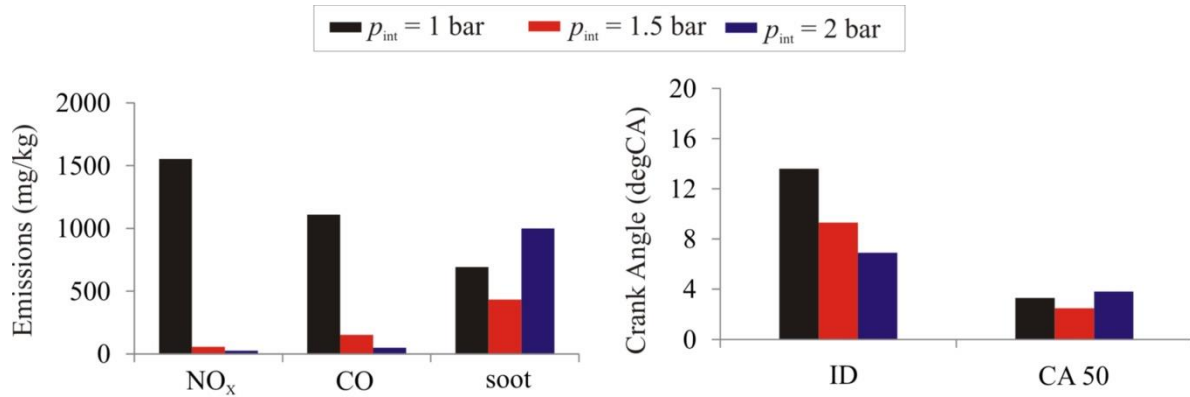 p_int = 1 bar p_int = 1.5 bar p_int = 2 bar
Emissions (mg/kg)
2000
1500
1000
500
0
NO_X CO soot
Crank Angle (degCA)
20
16
12
8
4
0
ID CA 50